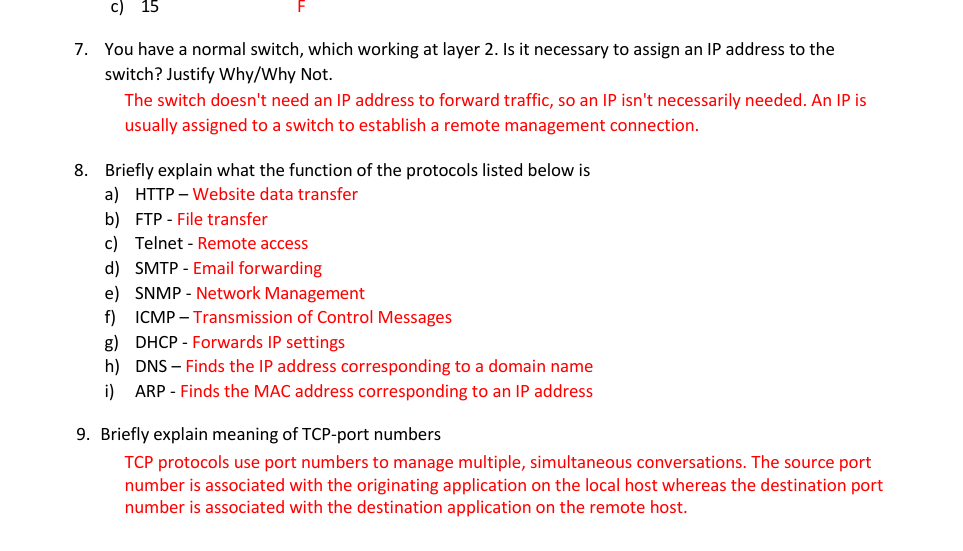 c) 15 F
7. You have a normal switch, which working at layer 2. Is it necessary to assign an IP address to the
switch? Justify Why/Why Not.
The switch doesn't need an IP address to forward traffic, so an IP isn't necessarily needed. An IP is
usually assigned to a switch to establish a remote management connection.
8. Briefly explain what the function of the protocols listed below is
a) HTTP – Website data transfer
b) FTP - File transfer
c) Telnet - Remote access
d) SMTP - Email forwarding
e) SNMP - Network Management
f) ICMP – Transmission of Control Messages
g) DHCP - Forwards IP settings
h) DNS – Finds the IP address corresponding to a domain name
i) ARP - Finds the MAC address corresponding to an IP address
9. Briefly explain meaning of TCP-port numbers
TCP protocols use port numbers to manage multiple, simultaneous conversations. The source port
number is associated with the originating application on the local host whereas the destination port
number is associated with the destination application on the remote host.